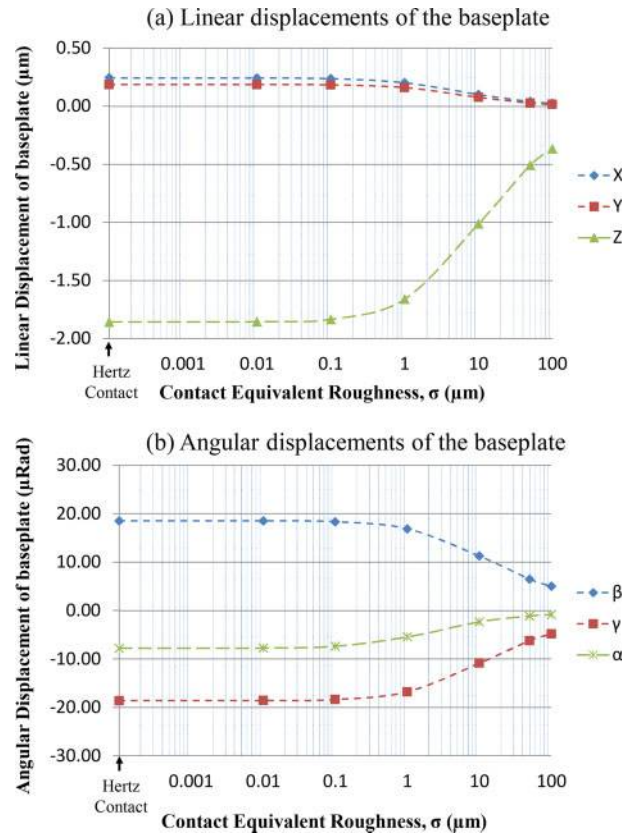 (a) Linear displacements of the baseplate
Linear Displacement of baseplate (µm)
0.50
0.00
-0.50
-1.00
-1.50
-2.00
X
Y
Z
0.001 0.01 0.1 1 10 100
Hertz
Contact
Contact Equivalent Roughness, σ (µm)
(b) Angular displacements of the baseplate
Angular Displacement of baseplate (µRad)
30.00
20.00
10.00
0.00
-10.00
-20.00
-30.00
β
γ
α
0.001 0.01 0.1 1 10 100
Hertz
Contact
Contact Equivalent Roughness, σ (µm)